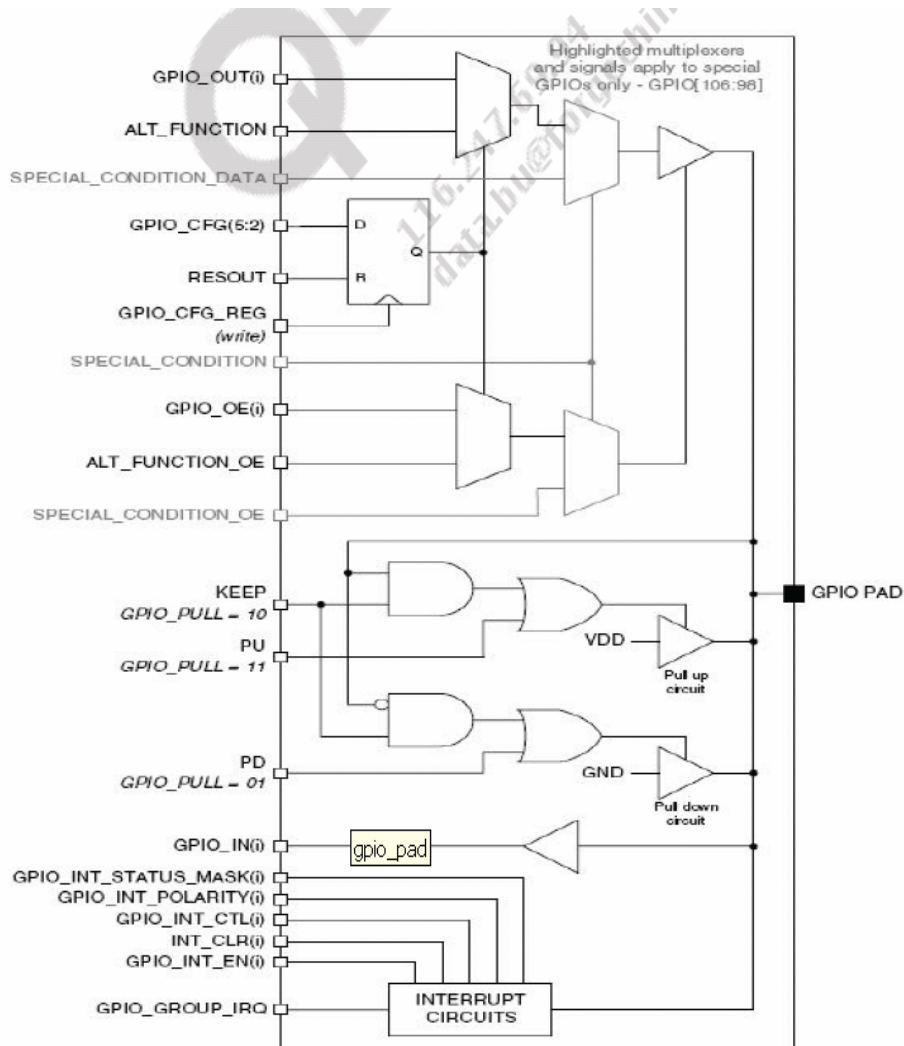 Highlighted multiplexers
and signals apply to special
GPIOs only - GPIO[106:98]
GPIO_OUT(i)
ALT_FUNCTION
SPECIAL_CONDITION_DATA
GPIO_CFG(5:2)
D
Q
RESOUT
R
GPIO_CFG_REG
(write)
SPECIAL_CONDITION
GPIO_OE(i)
ALT_FUNCTION_OE
SPECIAL_CONDITION_OE
KEEP
GPIO_PULL = 10
GPIO PAD
PU
GPIO_PULL = 11
VDD
Pull up
circuit
PD
GPIO_PULL = 01
GND
Pull down
circuit
GPIO_IN(i)
gpio_pad
GPIO_INT_STATUS_MASK(i)
GPIO_INT_POLARITY(i)
GPIO_INT_CTL(i)
INT_CLR(i)
GPIO_INT_EN(i)
GPIO_GROUP_IRQ
INTERRUPT
CIRCUITS